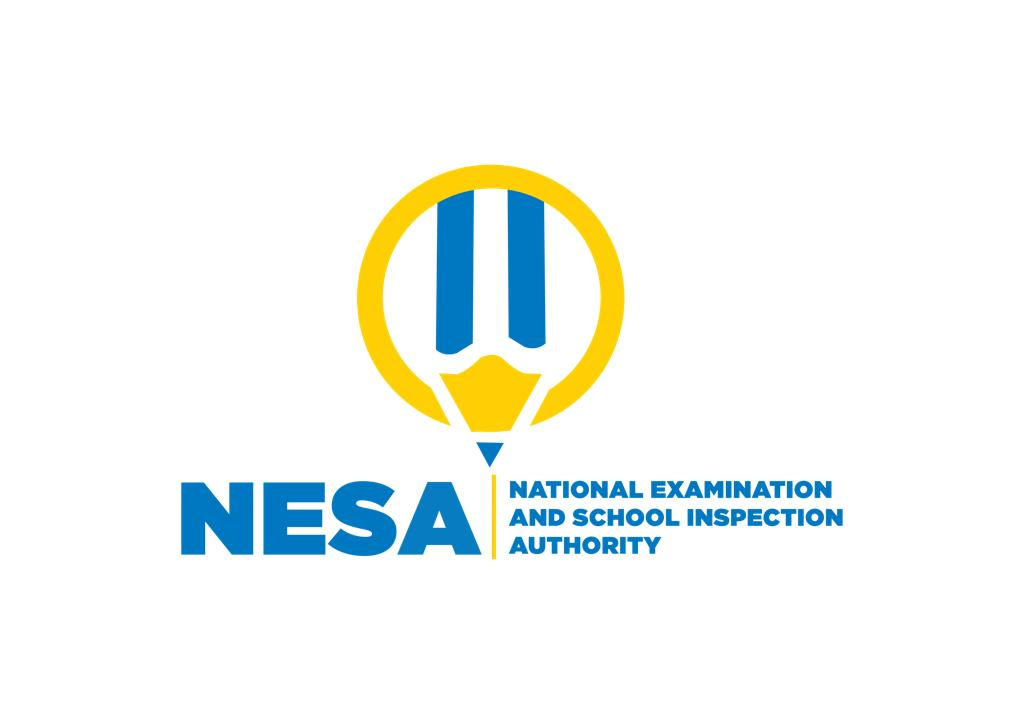 NESA
NATIONAL EXAMINATION
AND SCHOOL INSPECTION
AUTHORITY